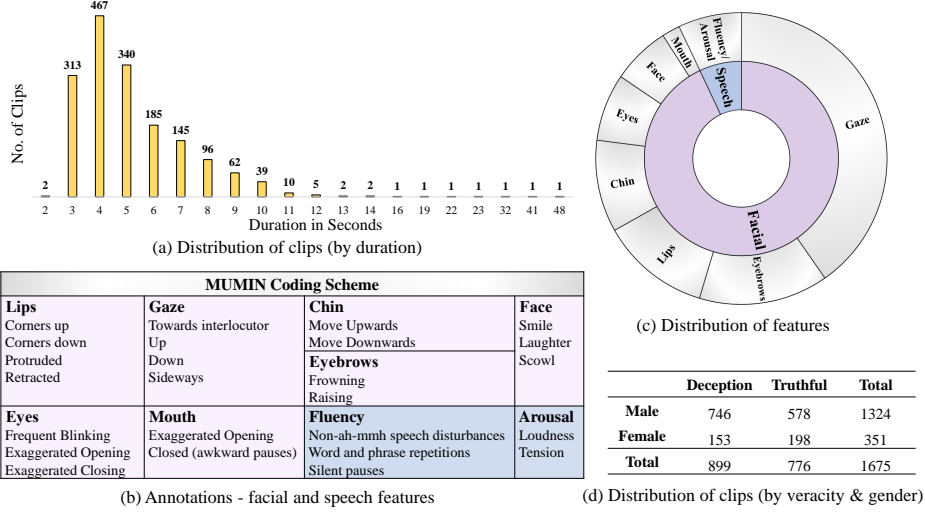 No. of Clips
2 313 467 340 185 145 96 62 39 10 5 2 2 1 1 1 1 1 1 1
2 3 4 5 6 7 8 9 10 11 12 13 14 16 19 22 23 32 41 48
Duration in Seconds
(a) Distribution of clips (by duration)
MUMIN Coding Scheme
Lips
Corners up
Corners down
Protruded
Retracted
Gaze
Towards interlocutor
Up
Down
Sideways
Chin
Move Upwards
Move Downwards
Eyebrows
Frowning
Raising
Face
Smile
Laughter
Scowl
Eyes
Frequent Blinking
Exaggerated Opening
Exaggerated Closing
Mouth
Exaggerated Opening
Closed (awkward pauses)
Fluency
Non-ah-mmh speech disturbances
Word and phrase repetitions
Silent pauses
Arousal
Loudness
Tension
(b) Annotations - facial and speech features
Fluency/
Arousal
Mouth
Face
Eyes
Chin
Lips
Eyebrows
Gaze
Speech
Facial
(c) Distribution of features
Deception Truthful Total
Male 746 578 1324
Female 153 198 351
Total 899 776 1675
(d) Distribution of clips (by veracity & gender)